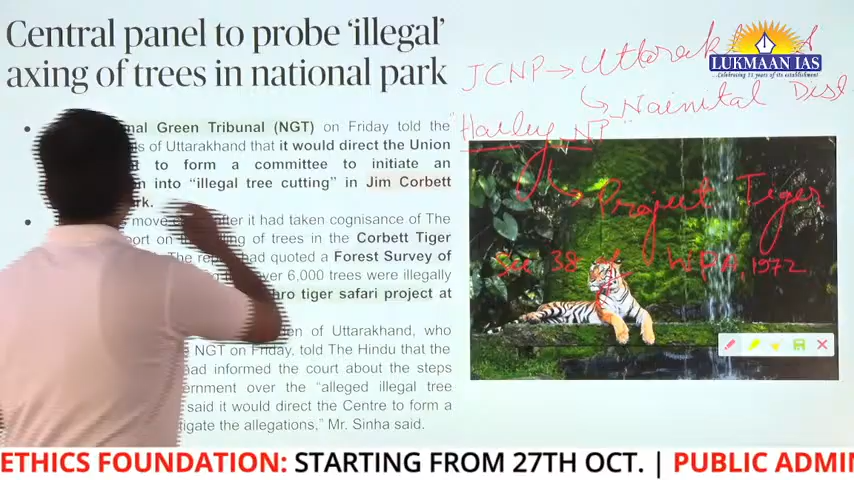 Central panel to probe ‘illegal’
axing of trees in national park
JCNP → Uttarakh
LUKMAAN IAS
...Celebrating 11 years of its establishment
Nainital Dist
"Hailey NP"
Project Tiger
Sec 38 of WPA, 1972
nal Green Tribunal (NGT) on Friday told the
of Uttarakhand that it would direct the Union
to form a committee to initiate an
into “illegal tree cutting” in Jim Corbett
rk.
move after it had taken cognisance of The
port on the of trees in the Corbett Tiger
The rep had quoted a Forest Survey of
ver 6,000 trees were illegally
hro tiger safari project at
en of Uttarakhand, who
NGT on Friday, told The Hindu that the
had informed the court about the steps
ernment over the “alleged illegal tree
said it would direct the Centre to form a
tigate the allegations,” Mr. Sinha said.
ETHICS FOUNDATION: STARTING FROM 27TH OCT. | PUBLIC ADMI